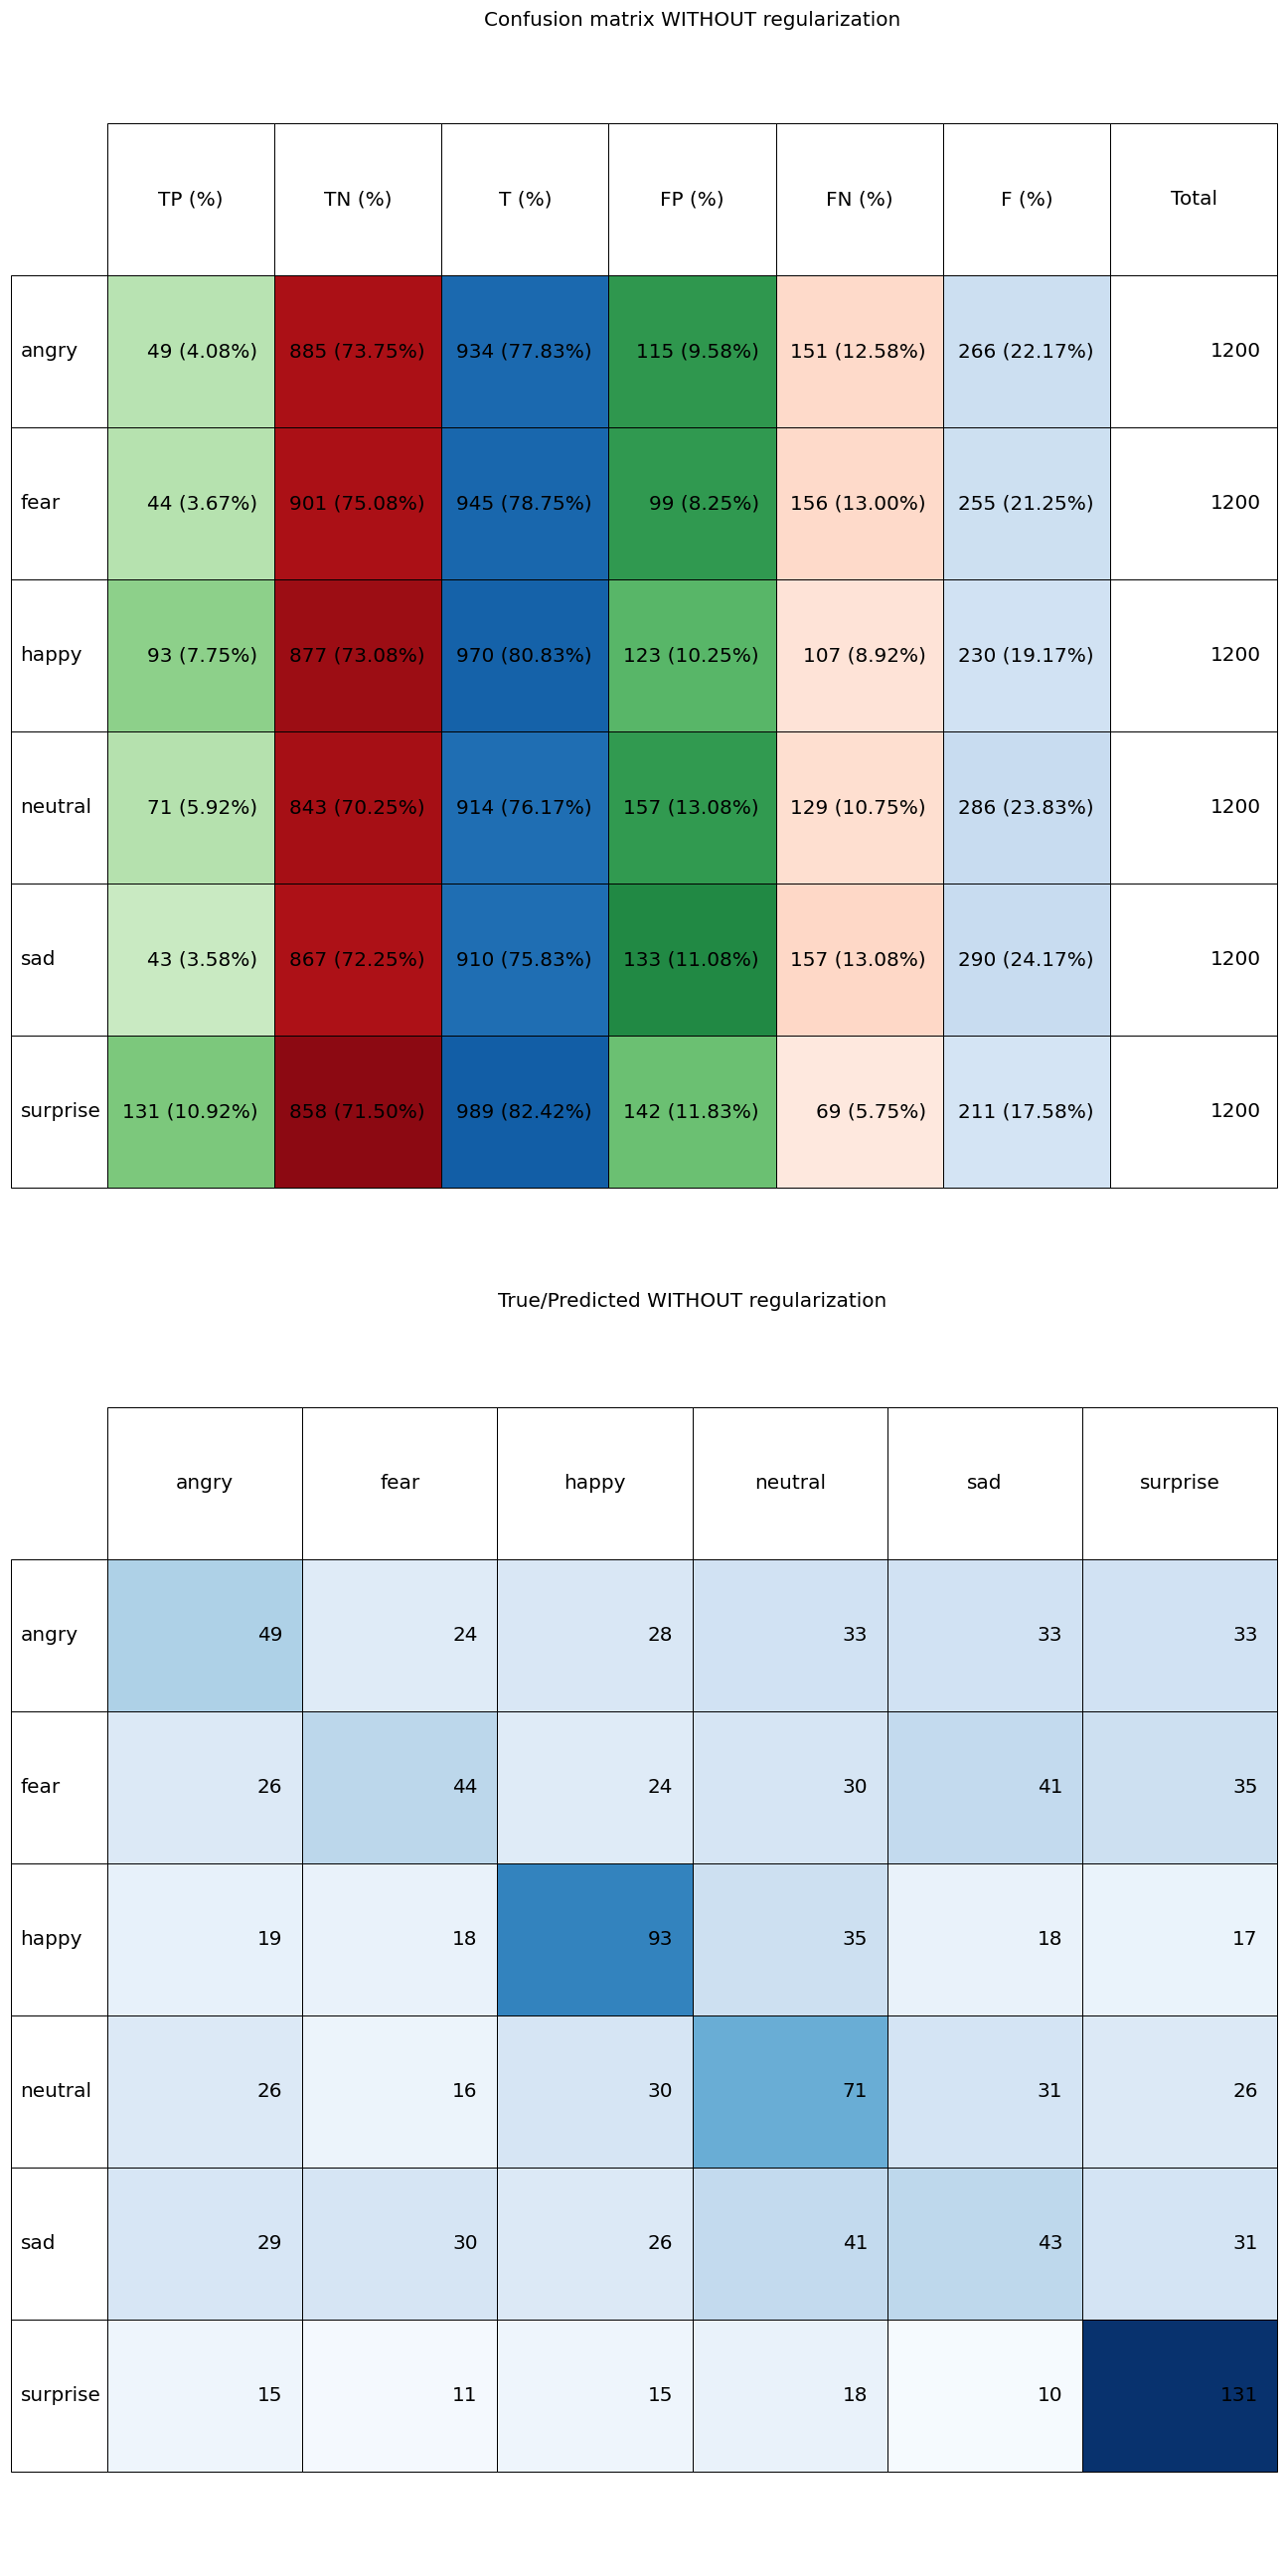 Confusion matrix WITHOUT regularization
TP (%) TN (%) T (%) FP (%) FN (%) F (%) Total
angry 49 (4.08%) 885 (73.75%) 934 (77.83%) 115 (9.58%) 151 (12.58%) 266 (22.17%) 1200
fear 44 (3.67%) 901 (75.08%) 945 (78.75%) 99 (8.25%) 156 (13.00%) 255 (21.25%) 1200
happy 93 (7.75%) 877 (73.08%) 970 (80.83%) 123 (10.25%) 107 (8.92%) 230 (19.17%) 1200
neutral 71 (5.92%) 843 (70.25%) 914 (76.17%) 157 (13.08%) 129 (10.75%) 286 (23.83%) 1200
sad 43 (3.58%) 867 (72.25%) 910 (75.83%) 133 (11.08%) 157 (13.08%) 290 (24.17%) 1200
surprise 131 (10.92%) 858 (71.50%) 989 (82.42%) 142 (11.83%) 69 (5.75%) 211 (17.58%) 1200
True/Predicted WITHOUT regularization
angry fear happy neutral sad surprise
angry 49 24 28 33 33 33
fear 26 44 24 30 41 35
happy 19 18 93 35 18 17
neutral 26 16 30 71 31 26
sad 29 30 26 41 43 31
surprise 15 11 15 18 10 131